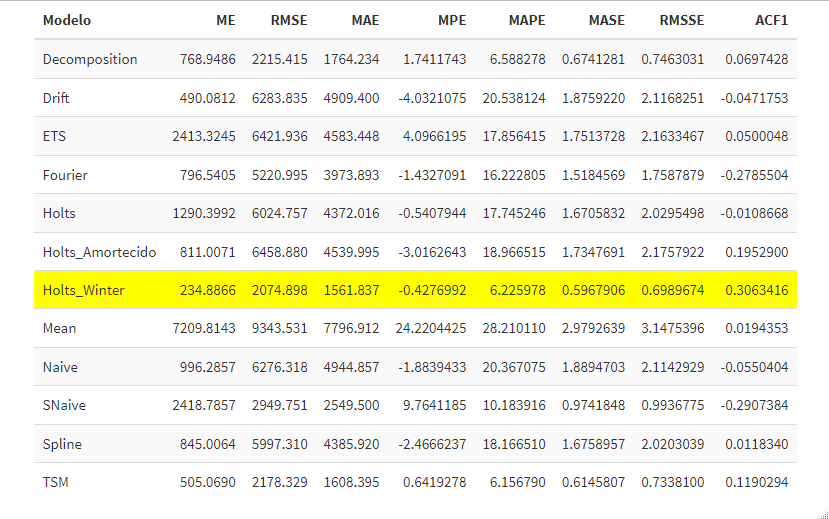 Modelo ME RMSE MAE MPE MAPE MASE RMSSE ACF1
Decomposition 768.9486 2215.415 1764.234 1.7411743 6.588278 0.6741281 0.7463031 0.0697428
Drift 490.0812 6283.835 4909.400 -4.0321075 20.538124 1.8759220 2.1168251 -0.0471753
ETS 2413.3245 6421.936 4583.448 4.0966195 17.856415 1.7513728 2.1633467 0.0500048
Fourier 796.5405 5220.995 3973.893 -1.4327091 16.222805 1.5184569 1.7587879 -0.2785504
Holts 1290.3992 6024.757 4372.016 -0.5407944 17.745246 1.6705832 2.0295498 -0.0108668
Holts_Amortecido 811.0071 6458.880 4539.995 -3.0162643 18.966515 1.7347691 2.1757922 0.1952900
Holts_Winter 234.8866 2074.898 1561.837 -0.4276992 6.225978 0.5967906 0.6989674 0.3063416
Mean 7209.8143 9343.531 7796.912 24.2204425 28.210110 2.9792639 3.1475396 0.0194353
Naive 996.2857 6276.318 4944.857 -1.8839433 20.367075 1.8894703 2.1142929 -0.0550404
SNaive 2418.7857 2949.751 2549.500 9.7641185 10.183916 0.9741848 0.9936775 -0.2907384
Spline 845.0064 5997.310 4385.920 -2.4666237 18.166510 1.6758957 2.0203039 0.0118340
TSM 505.0690 2178.329 1608.395 0.6419278 6.156790 0.6145807 0.7338100 0.1190294